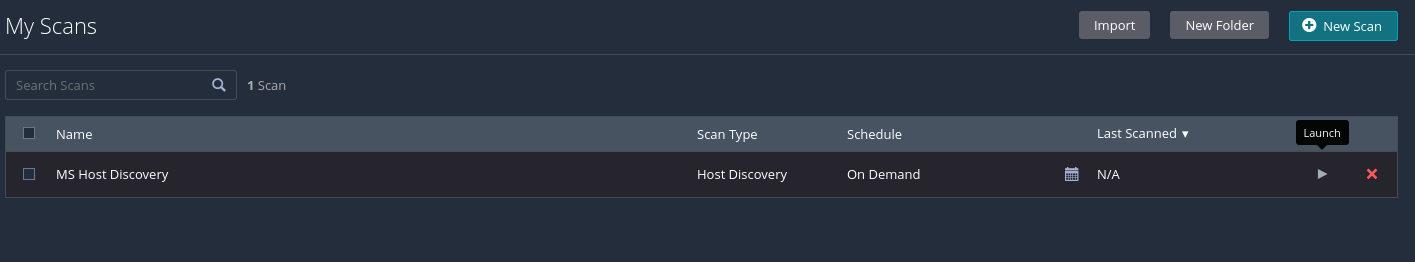 My Scans
Import
New Folder
New Scan
Search Scans
1 Scan
Name
Scan Type
Schedule
Last Scanned ▼
Launch
MS Host Discovery
Host Discovery
On Demand
N/A